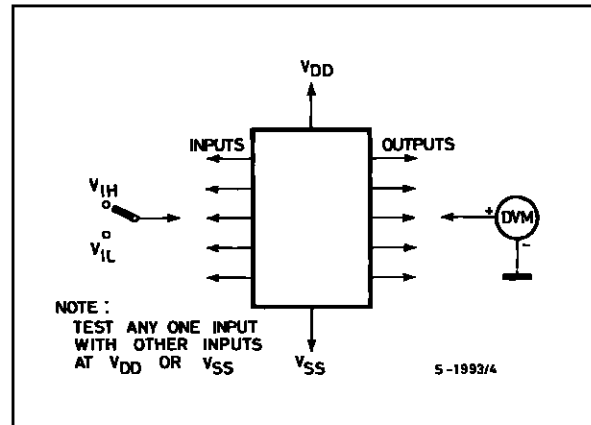 VDD
INPUTS OUTPUTS
VIH
VIL
+ DVM
-
NOTE :
TEST ANY ONE INPUT
WITH OTHER INPUTS
AT VDD OR VSS
VSS
S-1993/4